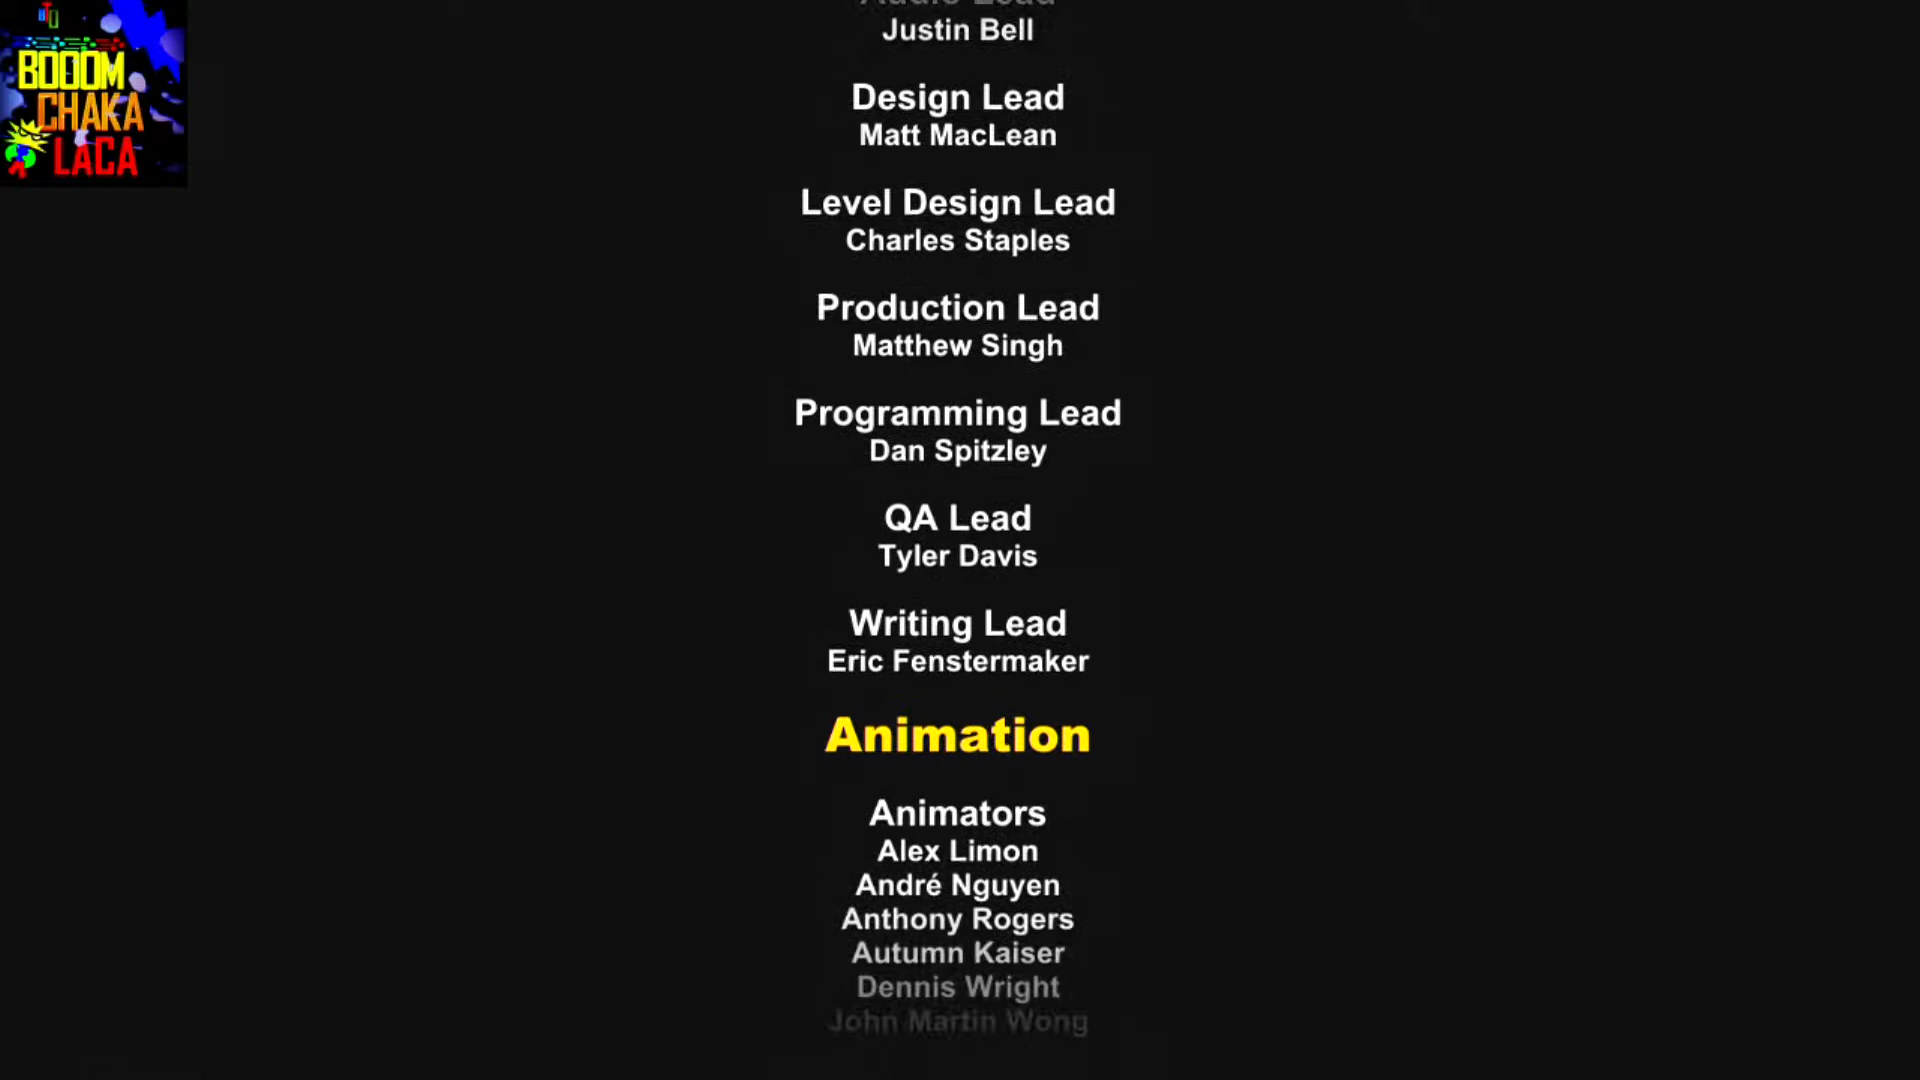 BOOOM
CHAKA
LACA
Audio Lead
Justin Bell
Design Lead
Matt MacLean
Level Design Lead
Charles Staples
Production Lead
Matthew Singh
Programming Lead
Dan Spitzley
QA Lead
Tyler Davis
Writing Lead
Eric Fenstermaker
Animation
Animators
Alex Limon
André Nguyen
Anthony Rogers
Autumn Kaiser
Dennis Wright
John Martin Wong